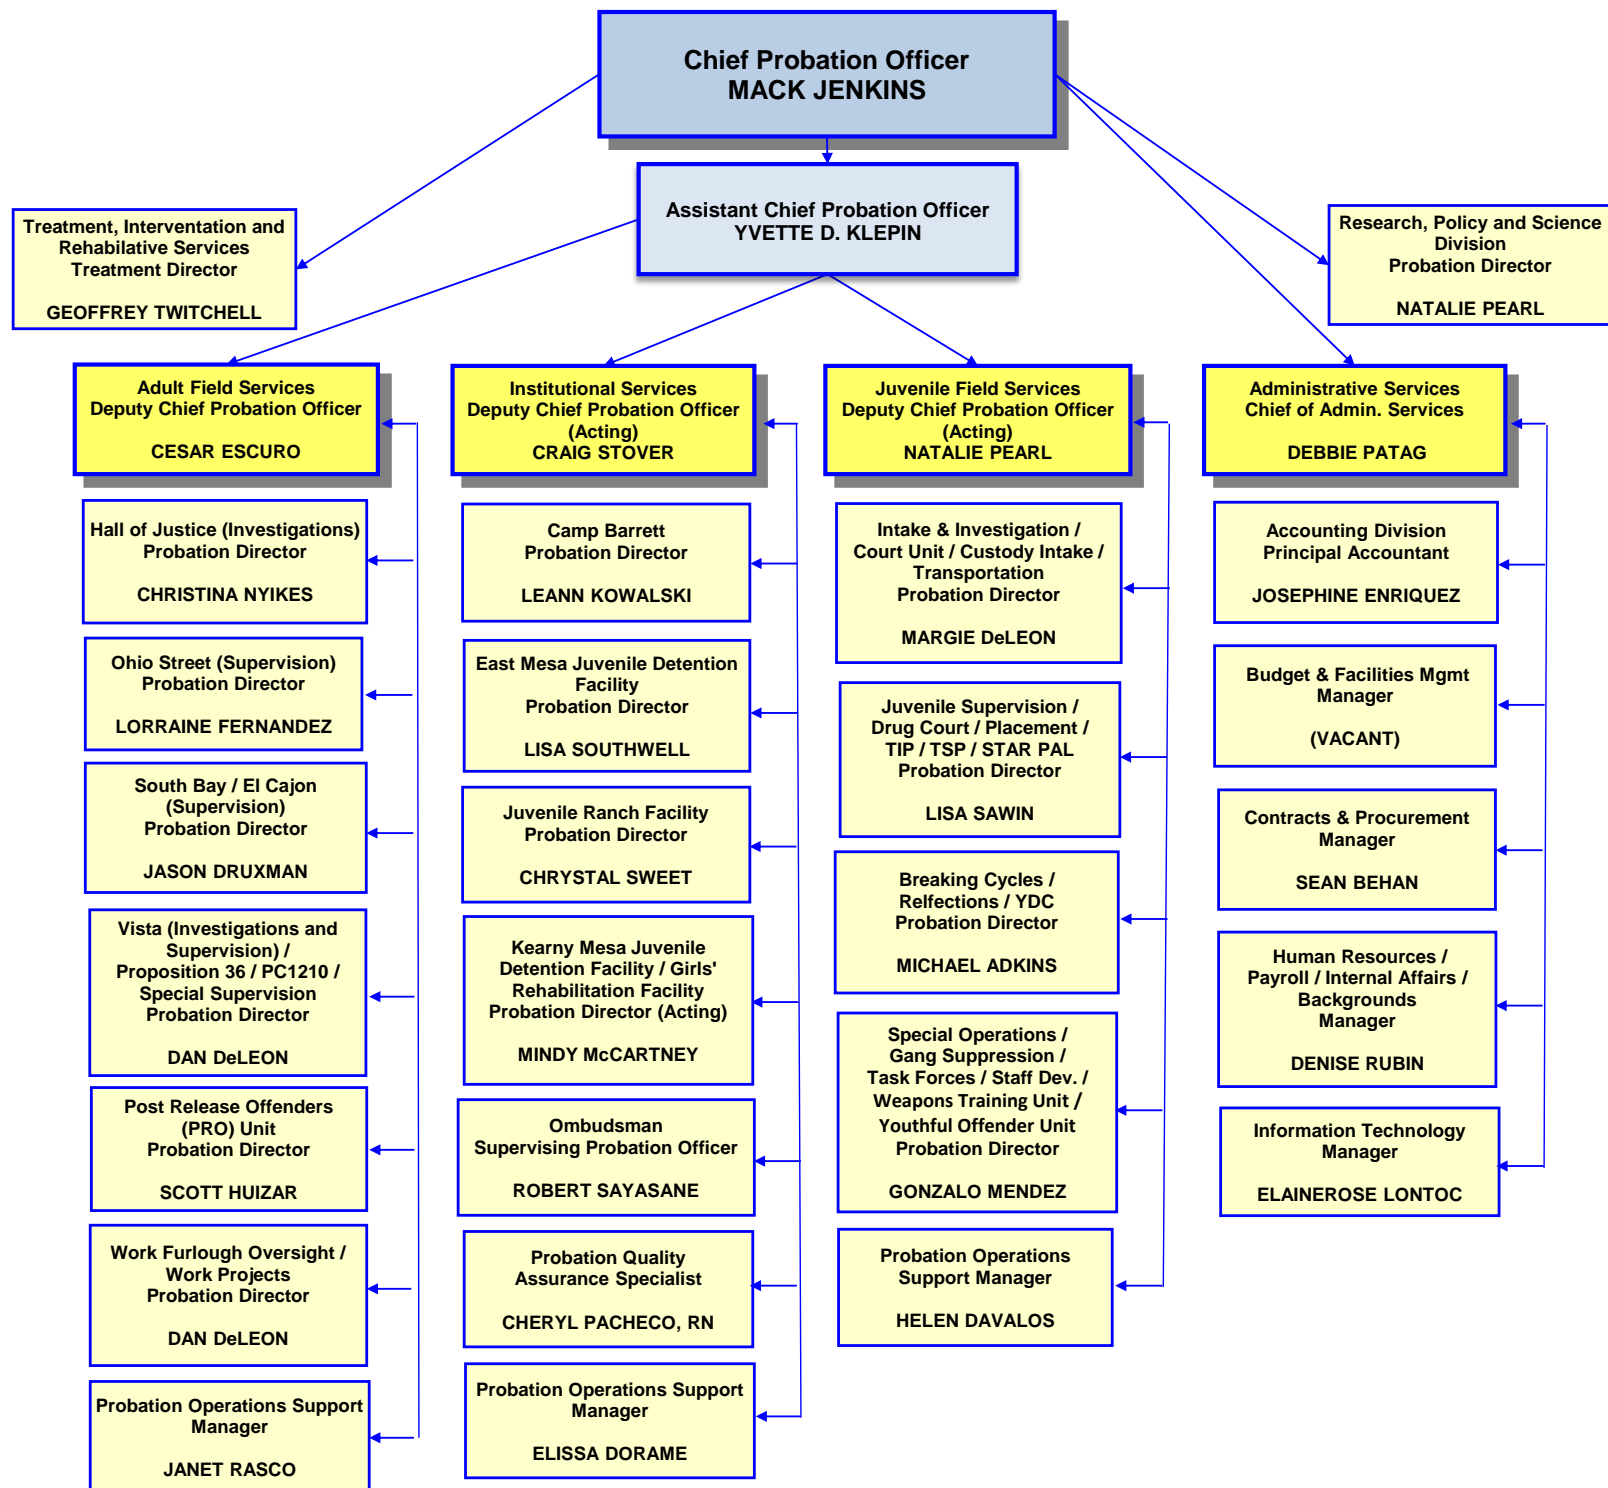 Chief Probation Officer
MACK JENKINS
Assistant Chief Probation Officer
YVETTE D. KLEPIN
Treatment, Interventation and
Rehabilative Services
Treatment Director
GEOFFREY TWITCHELL
Research, Policy and Science
Division
Probation Director
NATALIE PEARL
Adult Field Services
Deputy Chief Probation Officer
CESAR ESCURO
Hall of Justice (Investigations)
Probation Director
CHRISTINA NYIKES
Ohio Street (Supervision)
Probation Director
LORRAINE FERNANDEZ
South Bay / El Cajon
(Supervision)
Probation Director
JASON DRUXMAN
Vista (Investigations and
Supervision) /
Proposition 36 / PC1210 /
Special Supervision
Probation Director
DAN DeLEON
Post Release Offenders
(PRO) Unit
Probation Director
SCOTT HUIZAR
Work Furlough Oversight /
Work Projects
Probation Director
DAN DeLEON
Probation Operations Support
Manager
JANET RASCO
Institutional Services
Deputy Chief Probation Officer
(Acting)
CRAIG STOVER
Camp Barrett
Probation Director
LEANN KOWALSKI
East Mesa Juvenile Detention
Facility
Probation Director
LISA SOUTHWELL
Juvenile Ranch Facility
Probation Director
CHRYSTAL SWEET
Kearny Mesa Juvenile
Detention Facility / Girls'
Rehabilitation Facility
Probation Director (Acting)
MINDY McCARTNEY
Ombudsman
Supervising Probation Officer
ROBERT SAYASANE
Probation Quality
Assurance Specialist
CHERYL PACHECO, RN
Probation Operations Support
Manager
ELISSA DORAME
Juvenile Field Services
Deputy Chief Probation Officer
(Acting)
NATALIE PEARL
Intake & Investigation /
Court Unit / Custody Intake /
Transportation
Probation Director
MARGIE DeLEON
Juvenile Supervision /
Drug Court / Placement /
TIP / TSP / STAR PAL
Probation Director
LISA SAWIN
Breaking Cycles /
Relfections / YDC
Probation Director
MICHAEL ADKINS
Special Operations /
Gang Suppression /
Task Forces / Staff Dev. /
Weapons Training Unit /
Youthful Offender Unit
Probation Director
GONZALO MENDEZ
Probation Operations
Support Manager
HELEN DAVALOS
Administrative Services
Chief of Admin. Services
DEBBIE PATAG
Accounting Division
Principal Accountant
JOSEPHINE ENRIQUEZ
Budget & Facilities Mgmt
Manager
(VACANT)
Contracts & Procurement
Manager
SEAN BEHAN
Human Resources /
Payroll / Internal Affairs /
Backgrounds
Manager
DENISE RUBIN
Information Technology
Manager
ELAINEROSE LONTOC